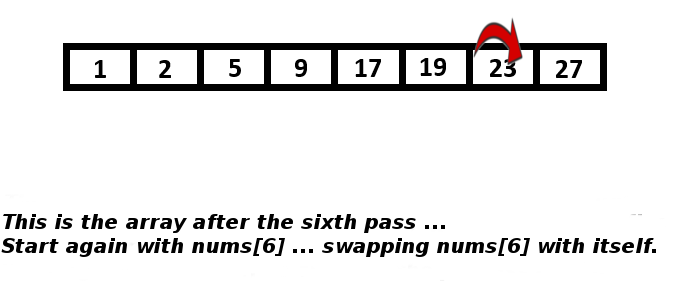 1 2 5 9 17 19 23 27
This is the array after the sixth pass ...
Start again with nums[6] ... swapping nums[6] with itself.